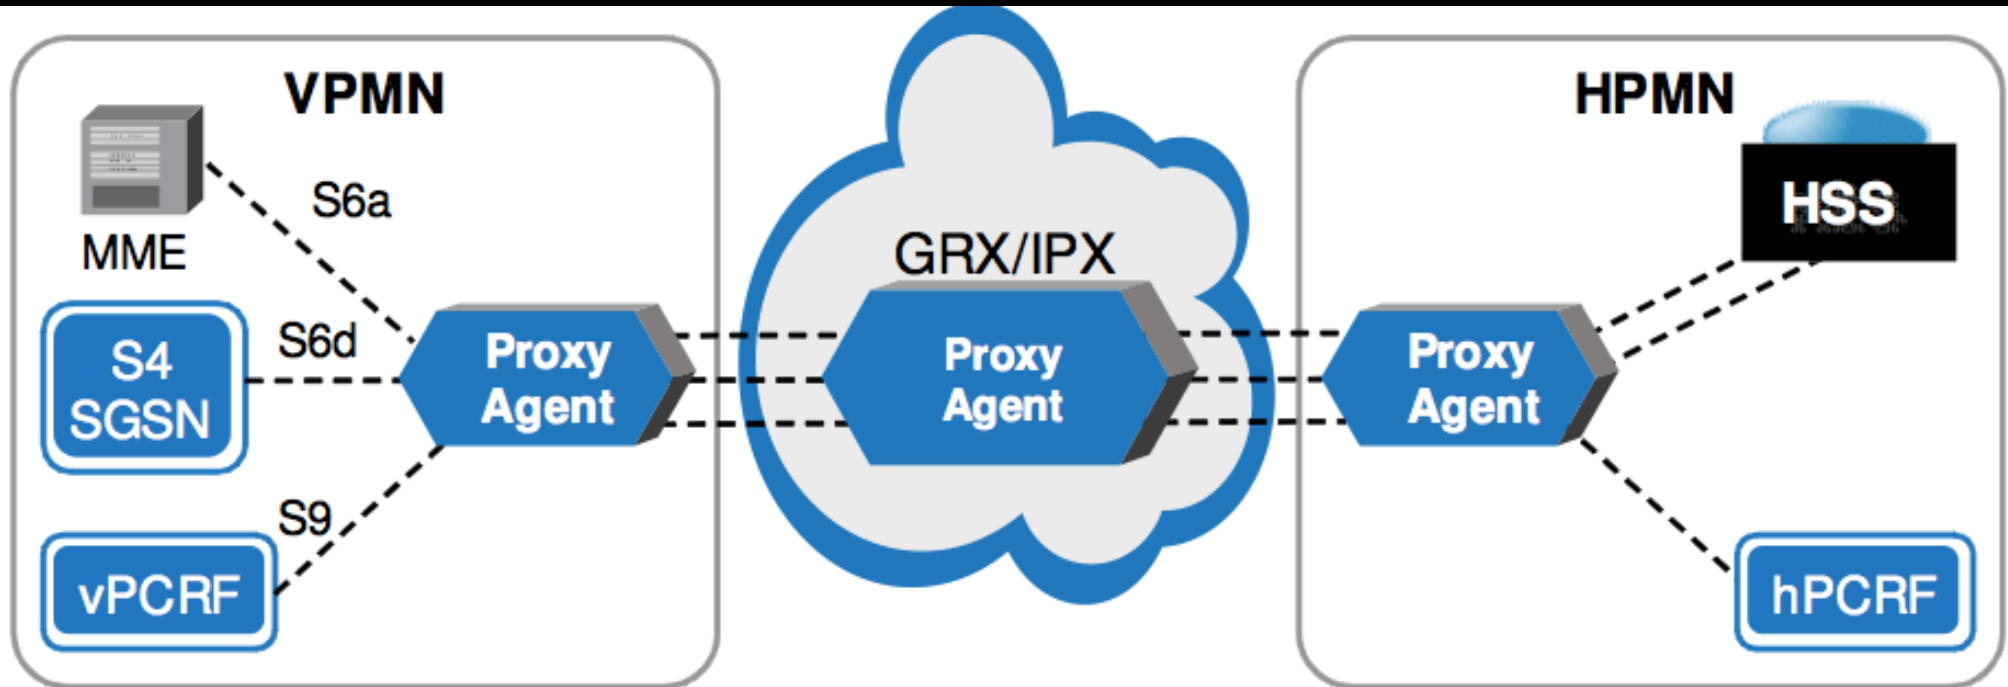 VPMN
MME
S6a
S4
SGSN
S6d
vPCRF
S9
Proxy
Agent
GRX/IPX
Proxy
Agent
HPMN
HSS
Proxy
Agent
hPCRF